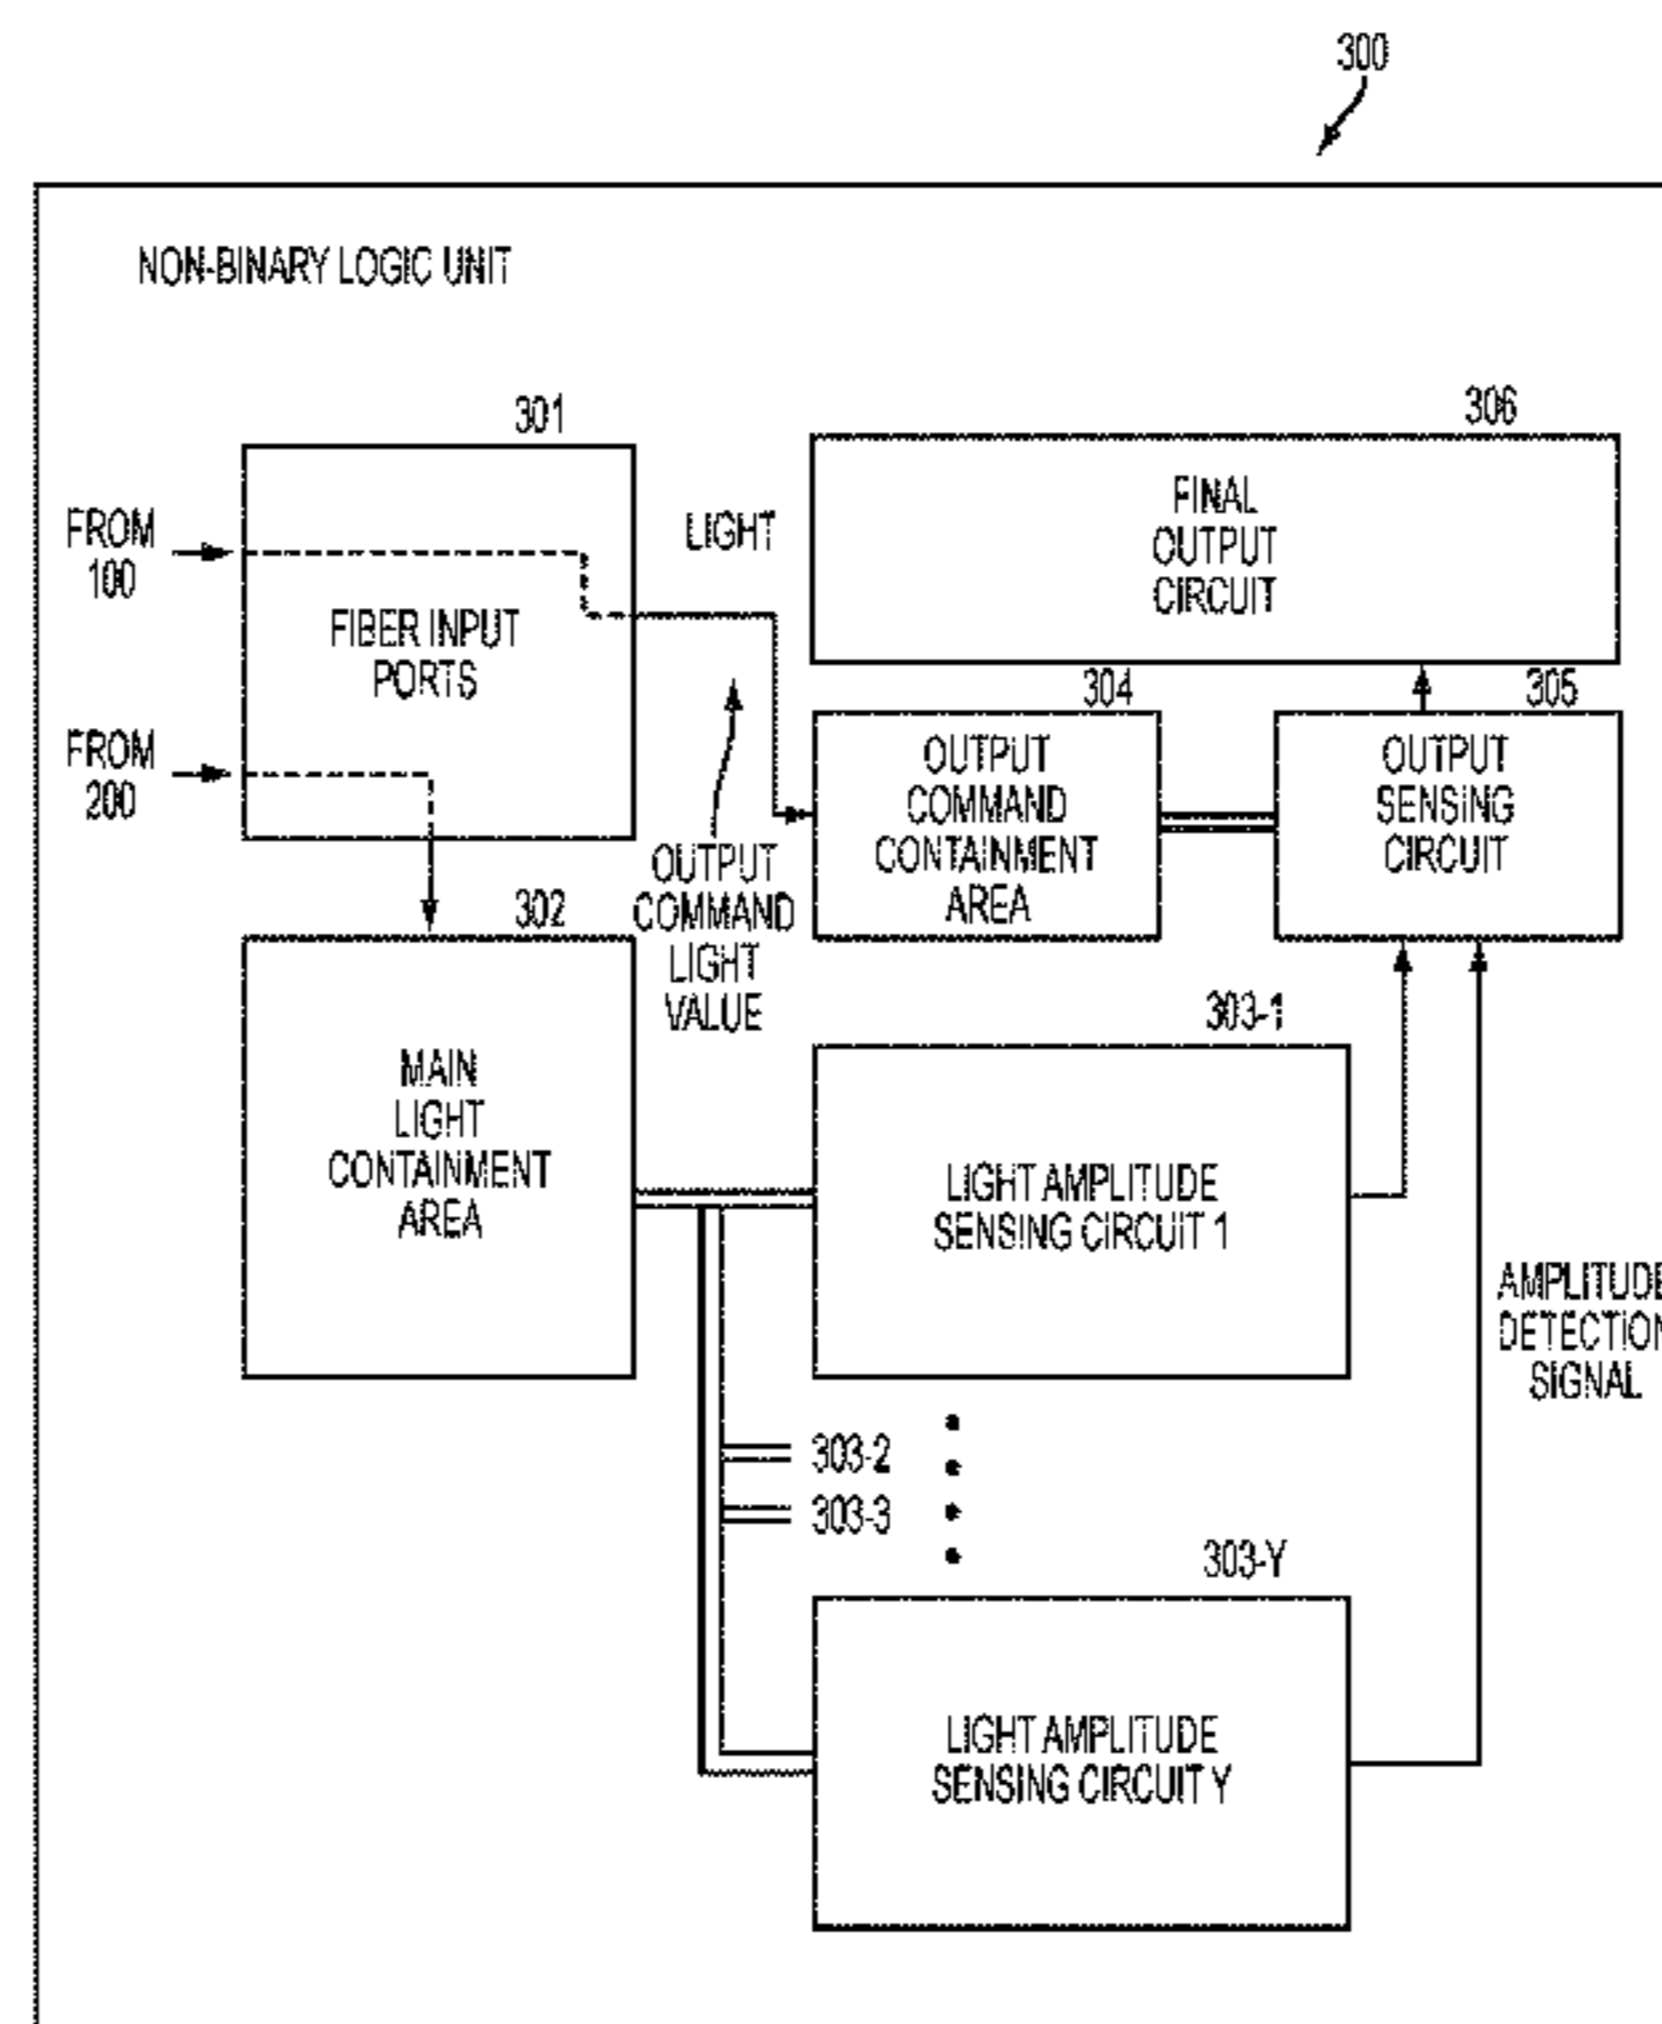 300
NON-BINARY LOGIC UNIT
301
FROM
100
FIBER INPUT
PORTS
FROM
200
LIGHT
306
FINAL
OUTPUT
CIRCUIT
304
OUTPUT
COMMAND
CONTAINMENT
AREA
305
OUTPUT
SENSING
CIRCUIT
OUTPUT
COMMAND
LIGHT
VALUE
302
MAIN
LIGHT
CONTAINMENT
AREA
303-1
LIGHT AMPLITUDE
SENSING CIRCUIT 1
AMPLITUDE
DETECTION
SIGNAL
303-2
303-3
303-Y
LIGHT AMPLITUDE
SENSING CIRCUIT Y